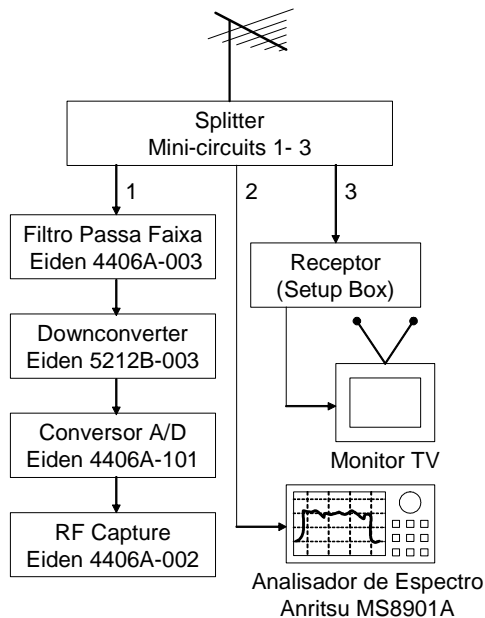 Splitter
Mini-circuits 1- 3
1
2
3
Filtro Passa Faixa
Eiden 4406A-003
Receptor
(Setup Box)
Downconverter
Eiden 5212B-003
Conversor A/D
Eiden 4406A-101
Monitor TV
RF Capture
Eiden 4406A-002
Analisador de Espectro
Anritsu MS8901A